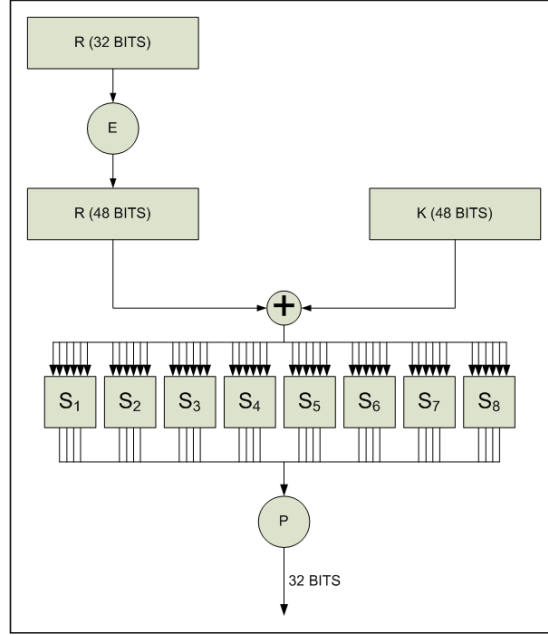 R (32 BITS)
E
R (48 BITS)
K (48 BITS)
+
S₁ S₂ S₃ S₄ S₅ S₆ S₇ S₈
P
32 BITS